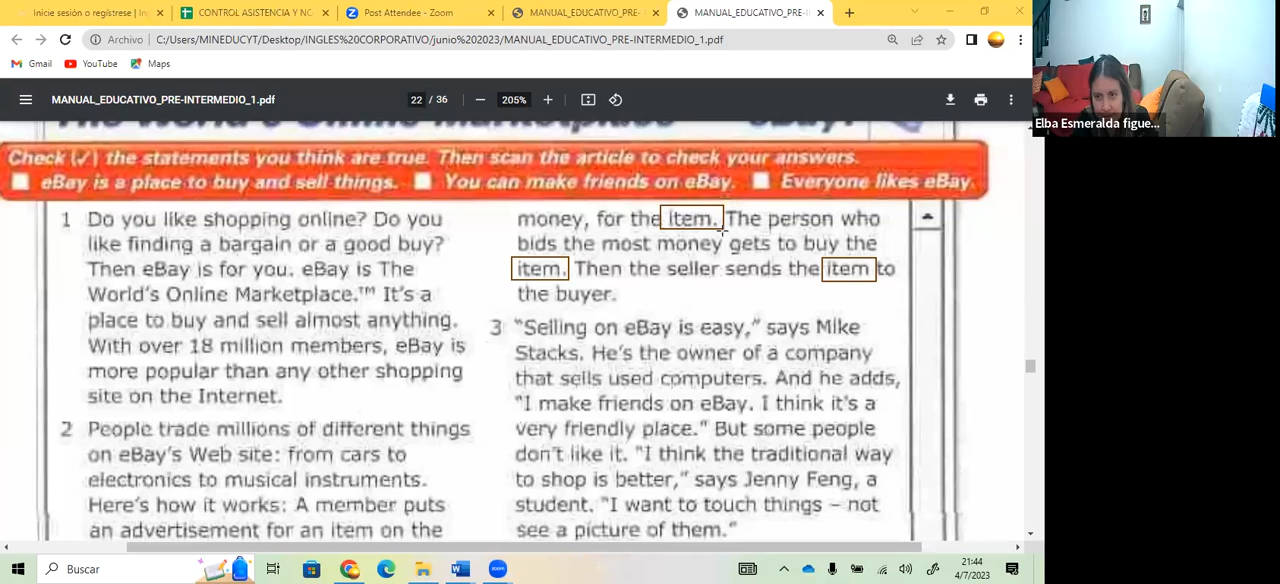 Inicie sesión o regístrese | In
CONTROL ASISTENCIA Y NO
Post Attendee - Zoom
MANUAL_EDUCATIVO_PRE-
MANUAL_EDUCATIVO_PRE-I
Archivo
C:/Users/MINEDUCYT/Desktop/INGLES%20CORPORATIVO/junio%202023/MANUAL_EDUCATIVO_PRE-INTERMEDIO_1.pdf
Gmail
YouTube
Maps
MANUAL_EDUCATIVO_PRE-INTERMEDIO_1.pdf
22 / 36
205%
Check (✓) the statements you think are true. Then scan the article to check your answers.
eBay is a place to buy and sell things.
You can make friends on eBay.
Everyone likes eBay.
1 Do you like shopping online? Do you
like finding a bargain or a good buy?
Then eBay is for you. eBay is The
World's Online Marketplace.™ It's a
place to buy and sell almost anything.
With over 18 million members, eBay is
more popular than any other shopping
site on the Internet.
2 People trade millions of different things
on eBay's Web site: from cars to
electronics to musical instruments.
Here's how it works: A member puts
an advertisement for an item on the
money, for the item. The person who
bids the most money gets to buy the
item. Then the seller sends the item to
the buyer.
3 "Selling on eBay is easy," says Mike
Stacks. He's the owner of a company
that sells used computers. And he adds,
"I make friends on eBay. I think it's a
very friendly place." But some people
don't like it. "I think the traditional way
to shop is better," says Jenny Feng, a
student. "I want to touch things – not
see a picture of them."
Elba Esmeralda figue...
Buscar
21:44
4/7/2023